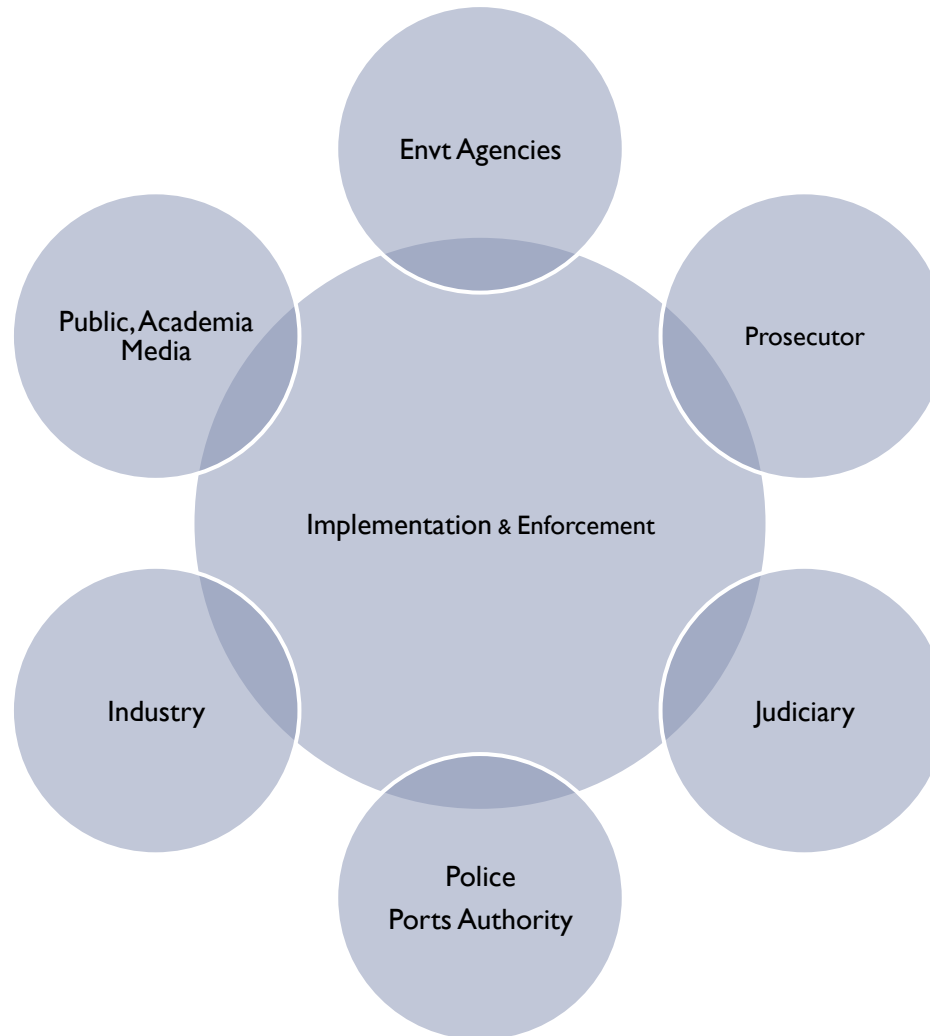 Envt Agencies
Public, Academia
Media
Prosecutor
Implementation & Enforcement
Industry
Judiciary
Police
Ports Authority